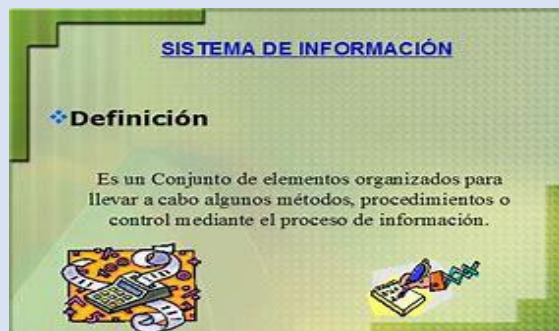 SISTEMA DE INFORMACIÓN
Definición
Es un Conjunto de elementos organizados para
llevar a cabo algunos métodos, procedimientos o
control mediante el proceso de información.